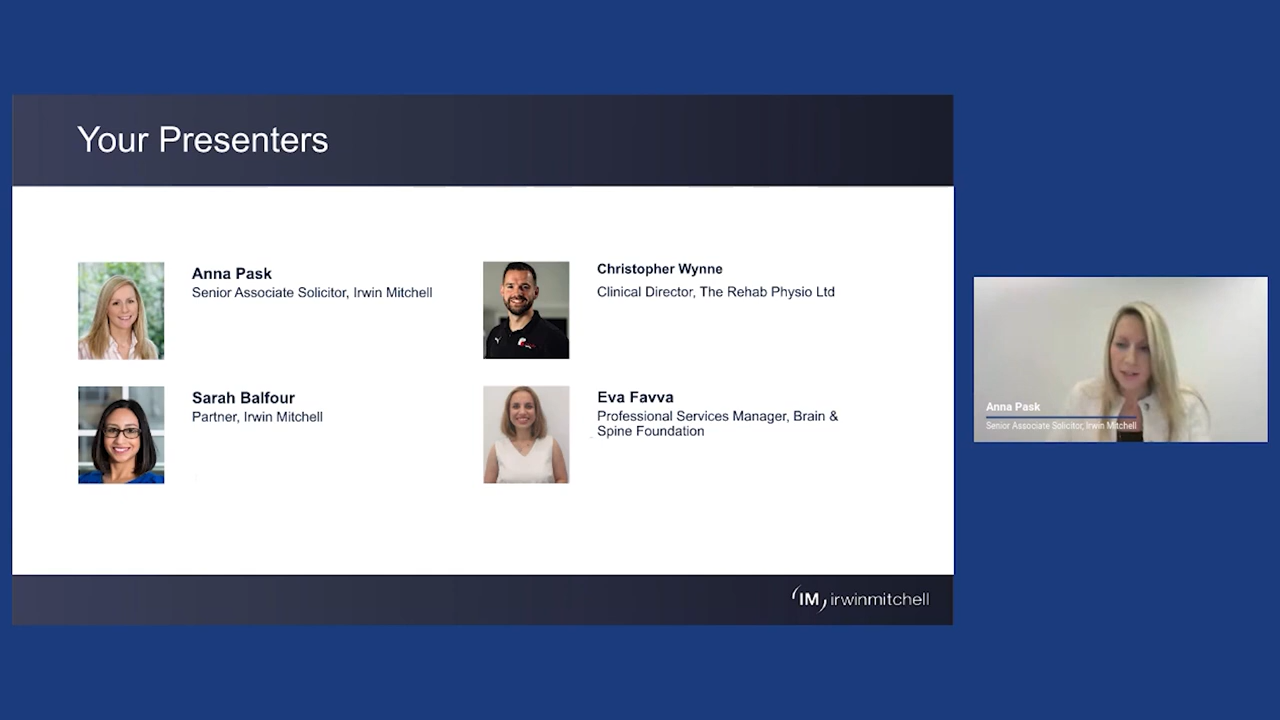 Your Presenters
Anna Pask
Senior Associate Solicitor, Irwin Mitchell
Christopher Wynne
Clinical Director, The Rehab Physio Ltd
Sarah Balfour
Partner, Irwin Mitchell
Eva Favva
Professional Services Manager, Brain &
Spine Foundation
IM irwinmitchell
Anna Pask
Senior Associate Solicitor, Irwin Mitchell